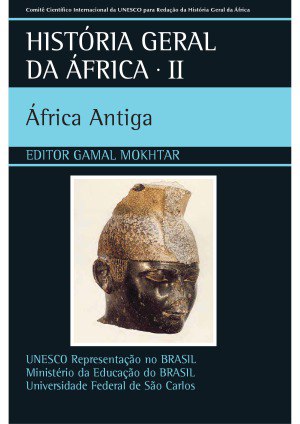 Comitê Científico Internacional da UNESCO para Redação da História Geral da África
HISTÓRIA GERAL
DA ÁFRICA · II
África Antiga
EDITOR GAMAL MOKHTAR
UNESCO Representação no BRASIL
Ministério da Educação do BRASIL
Universidade Federal de São Carlos